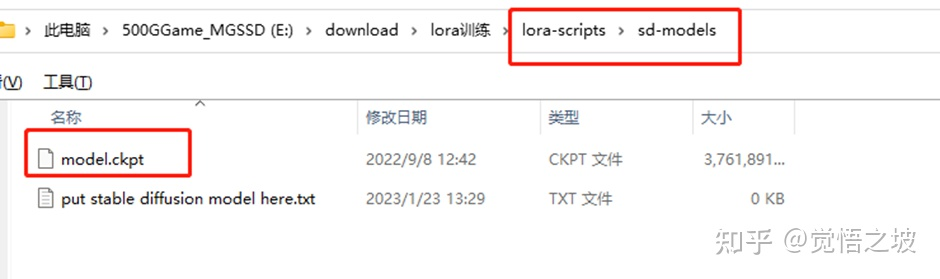 此电脑 > 500GGame_MGSSD (E:) > download > lora训练 > lora-scripts > sd-models
(V) 工具(T)
名称 修改日期 类型 大小
model.ckpt 2022/9/8 12:42 CKPT 文件 3,761,891...
put stable diffusion model here.txt 2023/1/23 13:29 TXT 文件 0 KB
知乎 @觉悟之坡